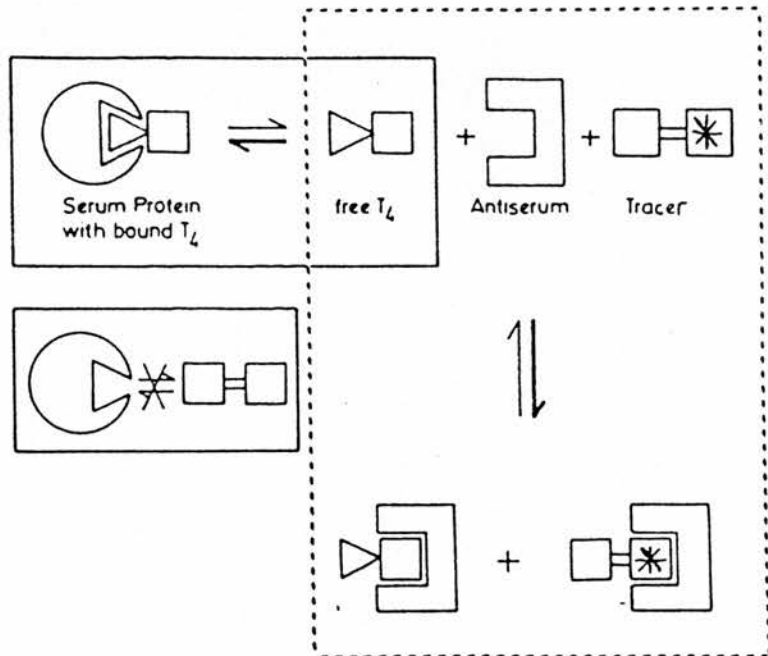 + +
Serum Protein
with bound T4
free T4
Antiserum
Tracer
+